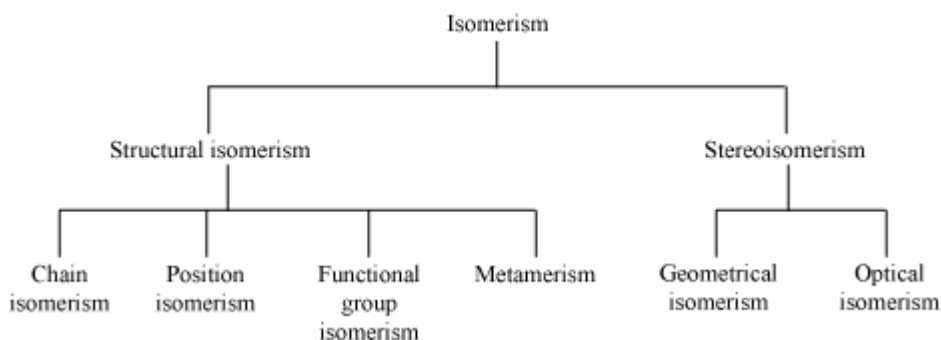 Isomerism
Structural isomerism
Stereoisomerism
Chain
isomerism
Position
isomerism
Functional
group
isomerism
Metamerism
Geometrical
isomerism
Optical
isomerism